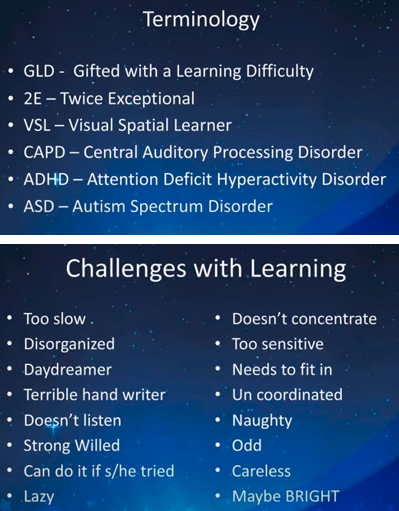 Terminology
• GLD - Gifted with a Learning Difficulty
• 2E – Twice Exceptional
• VSL – Visual Spatial Learner
• CAPD – Central Auditory Processing Disorder
• ADHD – Attention Deficit Hyperactivity Disorder
• ASD – Autism Spectrum Disorder
Challenges with Learning
• Too slow
• Disorganized
• Daydreamer
• Terrible hand writer
• Doesn't listen
• Strong Willed
• Can do it if s/he tried
• Lazy
• Doesn't concentrate
• Too sensitive
• Needs to fit in
• Un coordinated
• Naughty
• Odd
• Careless
• Maybe BRIGHT